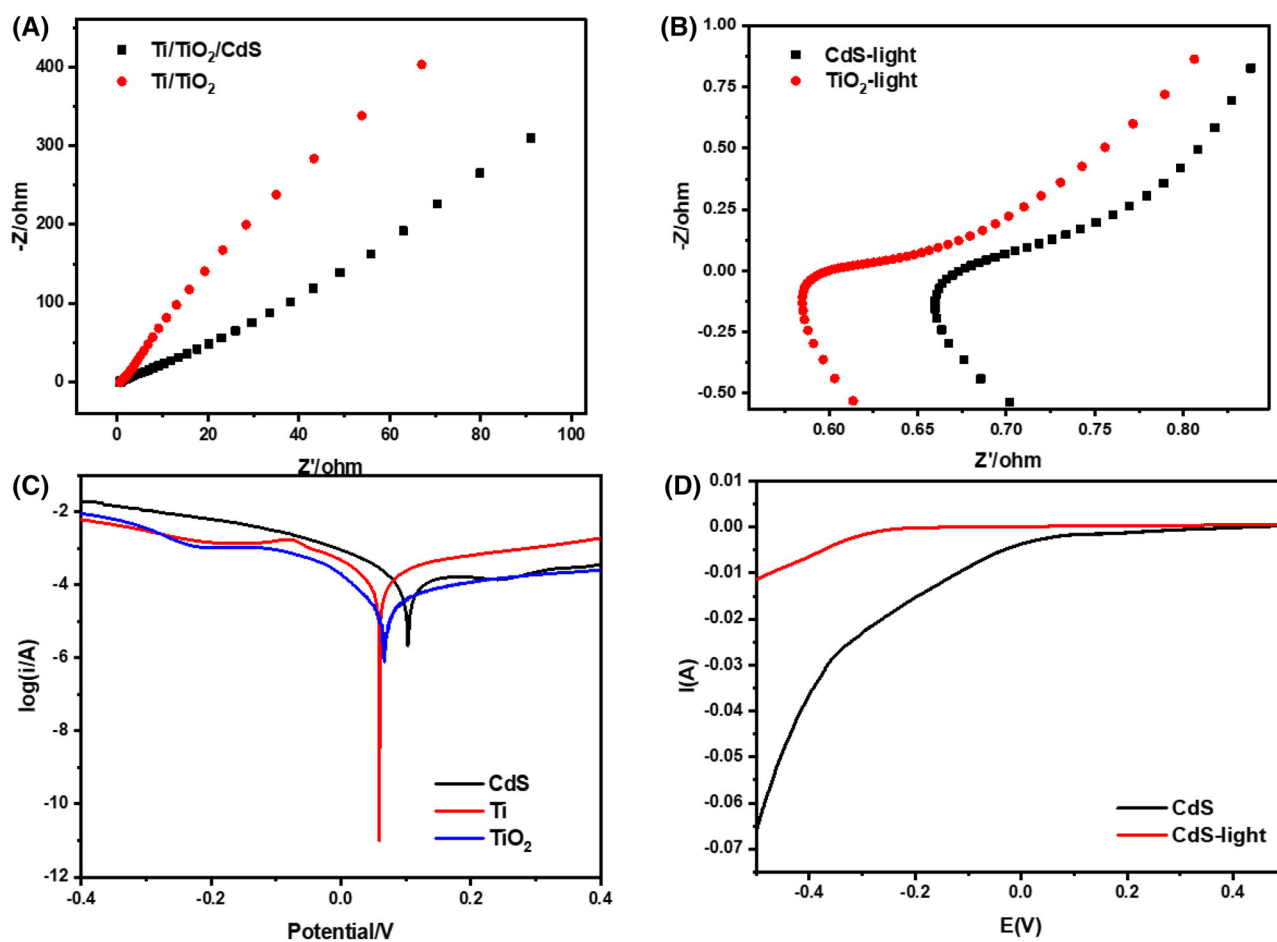 (A)
Ti/TiO2/CdS
Ti/TiO2
400
300
200
100
0
-Z/ohm
0 20 40 60 80 100
Z'/ohm
(B)
CdS-light
TiO2-light
1.00
0.75
0.50
0.25
0.00
-0.25
-0.50
-Z/ohm
0.60 0.65 0.70 0.75 0.80
Z'/ohm
(C)
-2
-4
-6
-8
-10
-12
log(i/A)
CdS
Ti
TiO2
-0.4 -0.2 0.0 0.2 0.4
Potential/V
(D)
0.01
0.00
-0.01
-0.02
-0.03
-0.04
-0.05
-0.06
-0.07
I(A)
CdS
CdS-light
-0.4 -0.2 0.0 0.2 0.4
E(V)